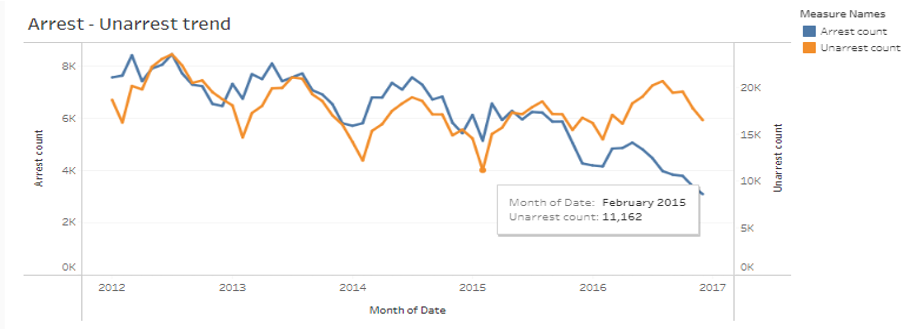 Arrest - Unarrest trend
Measure Names
Arrest count
Unarrest count
8K
6K
4K
2K
0K
Arrest count
20K
15K
10K
5K
0K
Unarrest count
Month of Date: February 2015
Unarrest count: 11,162
2012 2013 2014 2015 2016 2017
Month of Date